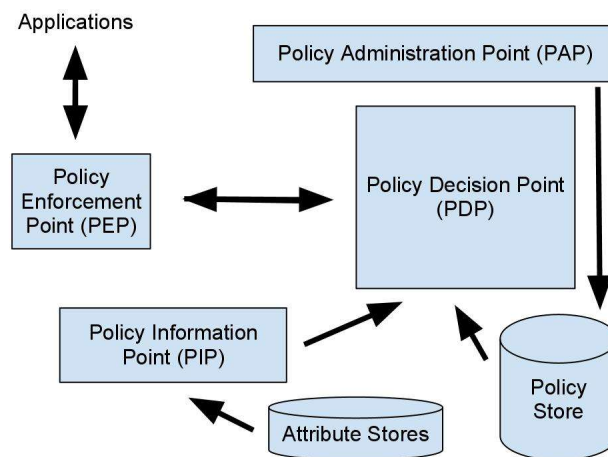 Applications
Policy Administration Point (PAP)
Policy
Enforcement
Point (PEP)
Policy Decision Point
(PDP)
Policy Information
Point (PIP)
Policy
Store
Attribute Stores